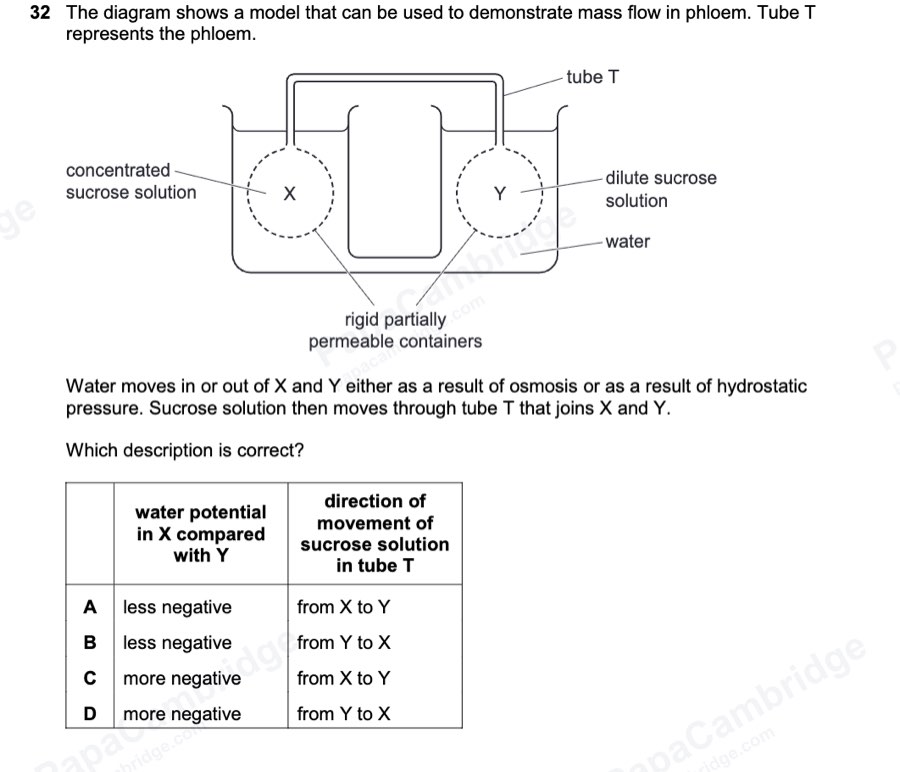 32 The diagram shows a model that can be used to demonstrate mass flow in phloem. Tube T
represents the phloem.
tube T
concentrated
sucrose solution
X
Y
dilute sucrose
solution
water
rigid partially
permeable containers
Water moves in or out of X and Y either as a result of osmosis or as a result of hydrostatic
pressure. Sucrose solution then moves through tube T that joins X and Y.
Which description is correct?
water potential
in X compared
with Y
direction of
movement of
sucrose solution
in tube T
A less negative from X to Y
B less negative from Y to X
C more negative from X to Y
D more negative from Y to X
PapaCambridge